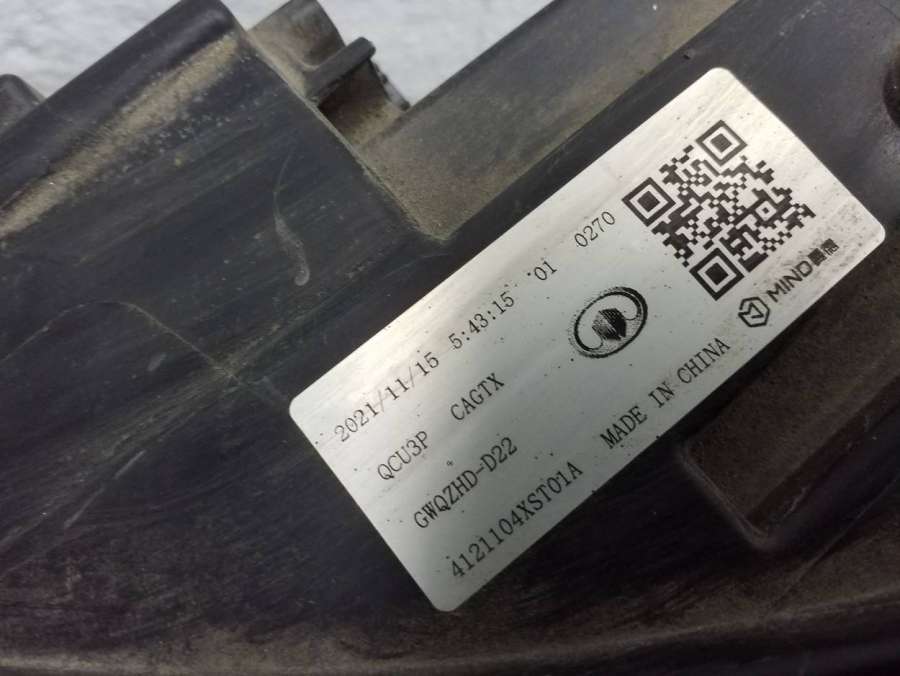 2021/11/15 5:43:15 01 0270
QCU3P CAGTX
GWQZHD-D22
4121104XST01A MADE IN CHINA
MIND